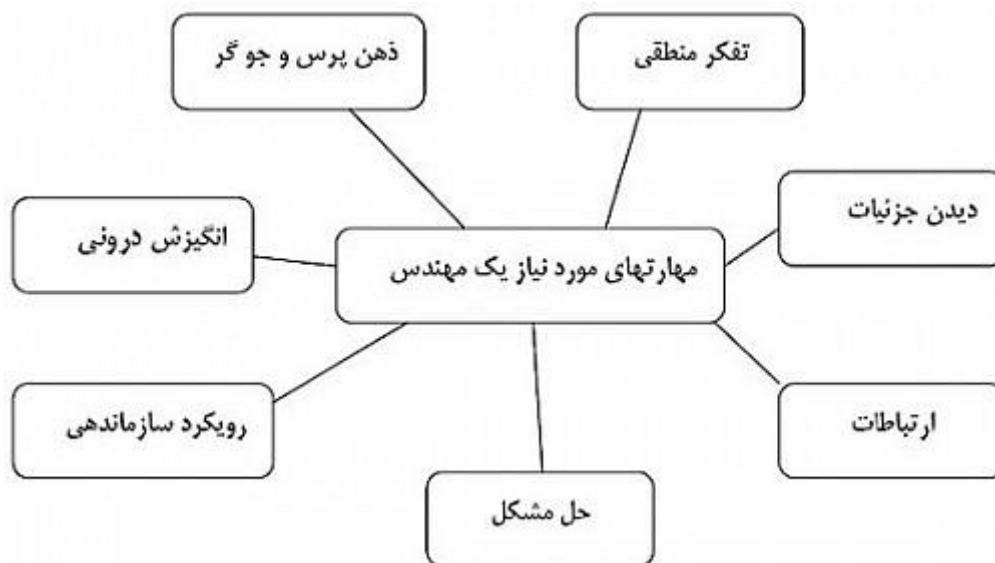 تفکر منطقی
ذهن پرس و جو گر
دیدن جزئیات
انگیزش درونی
مهارتهای مورد نیاز یک مهندس
ارتباطات
رویکرد سازماندهی
حل مشکل